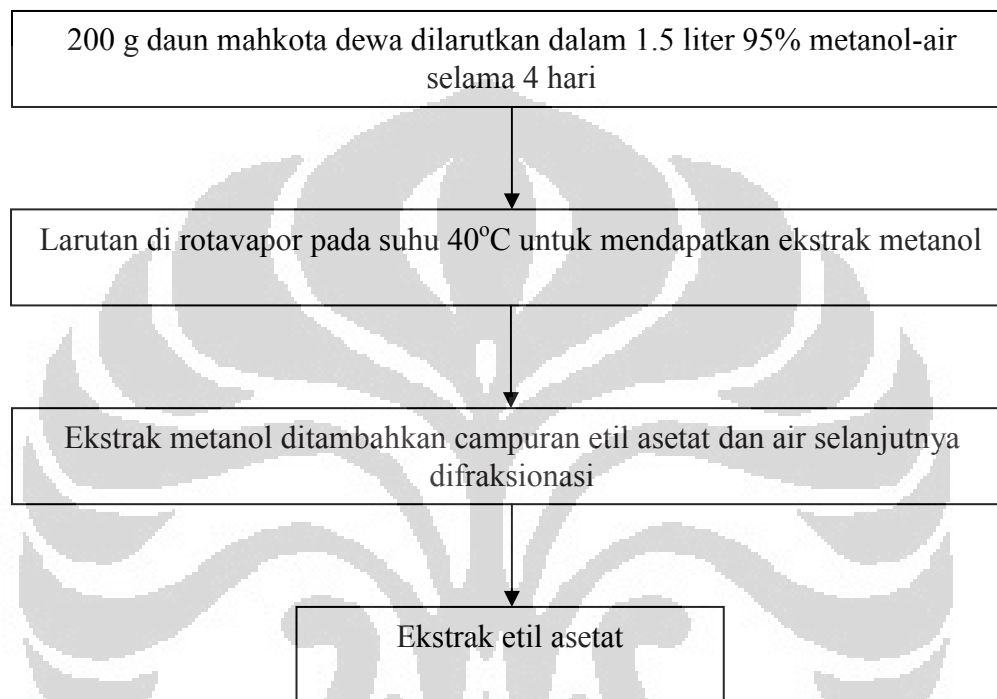 200 g daun mahkota dewa dilarutkan dalam 1.5 liter 95% metanol-air
selama 4 hari
Larutan di rotavapor pada suhu 40°C untuk mendapatkan ekstrak metanol
Ekstrak metanol ditambahkan campuran etil asetat dan air selanjutnya
difraksionasi
Ekstrak etil asetat